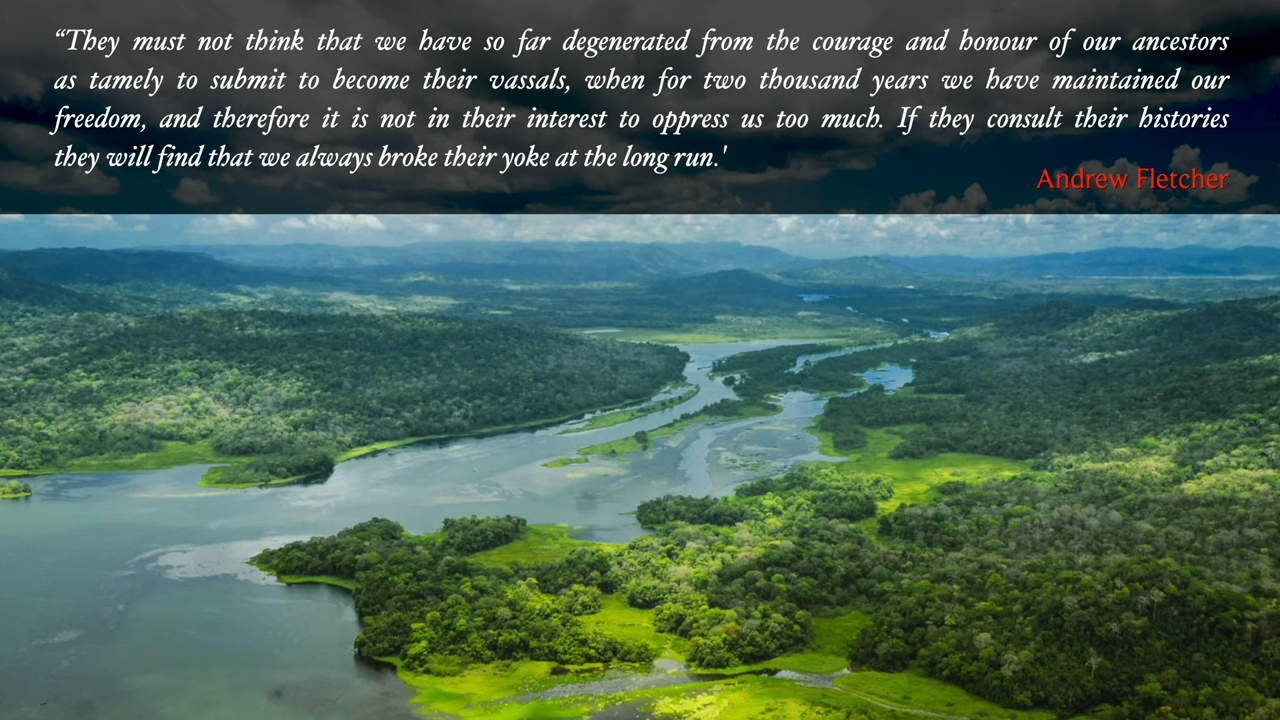 “They must not think that we have so far degenerated from the courage and honour of our ancestors
as tamely to submit to become their vassals, when for two thousand years we have maintained our
freedom, and therefore it is not in their interest to oppress us too much. If they consult their histories
they will find that we always broke their yoke at the long run.'
Andrew Fletcher